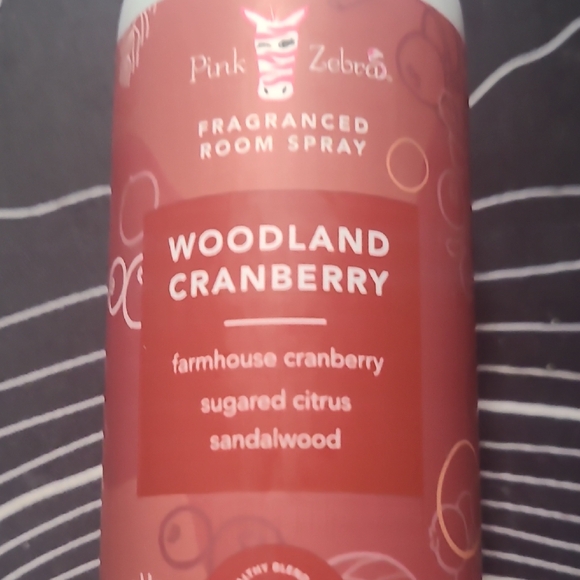 Pink Zebra
FRAGRANCED
ROOM SPRAY
WOODLAND
CRANBERRY
farmhouse cranberry
sugared citrus
sandalwood